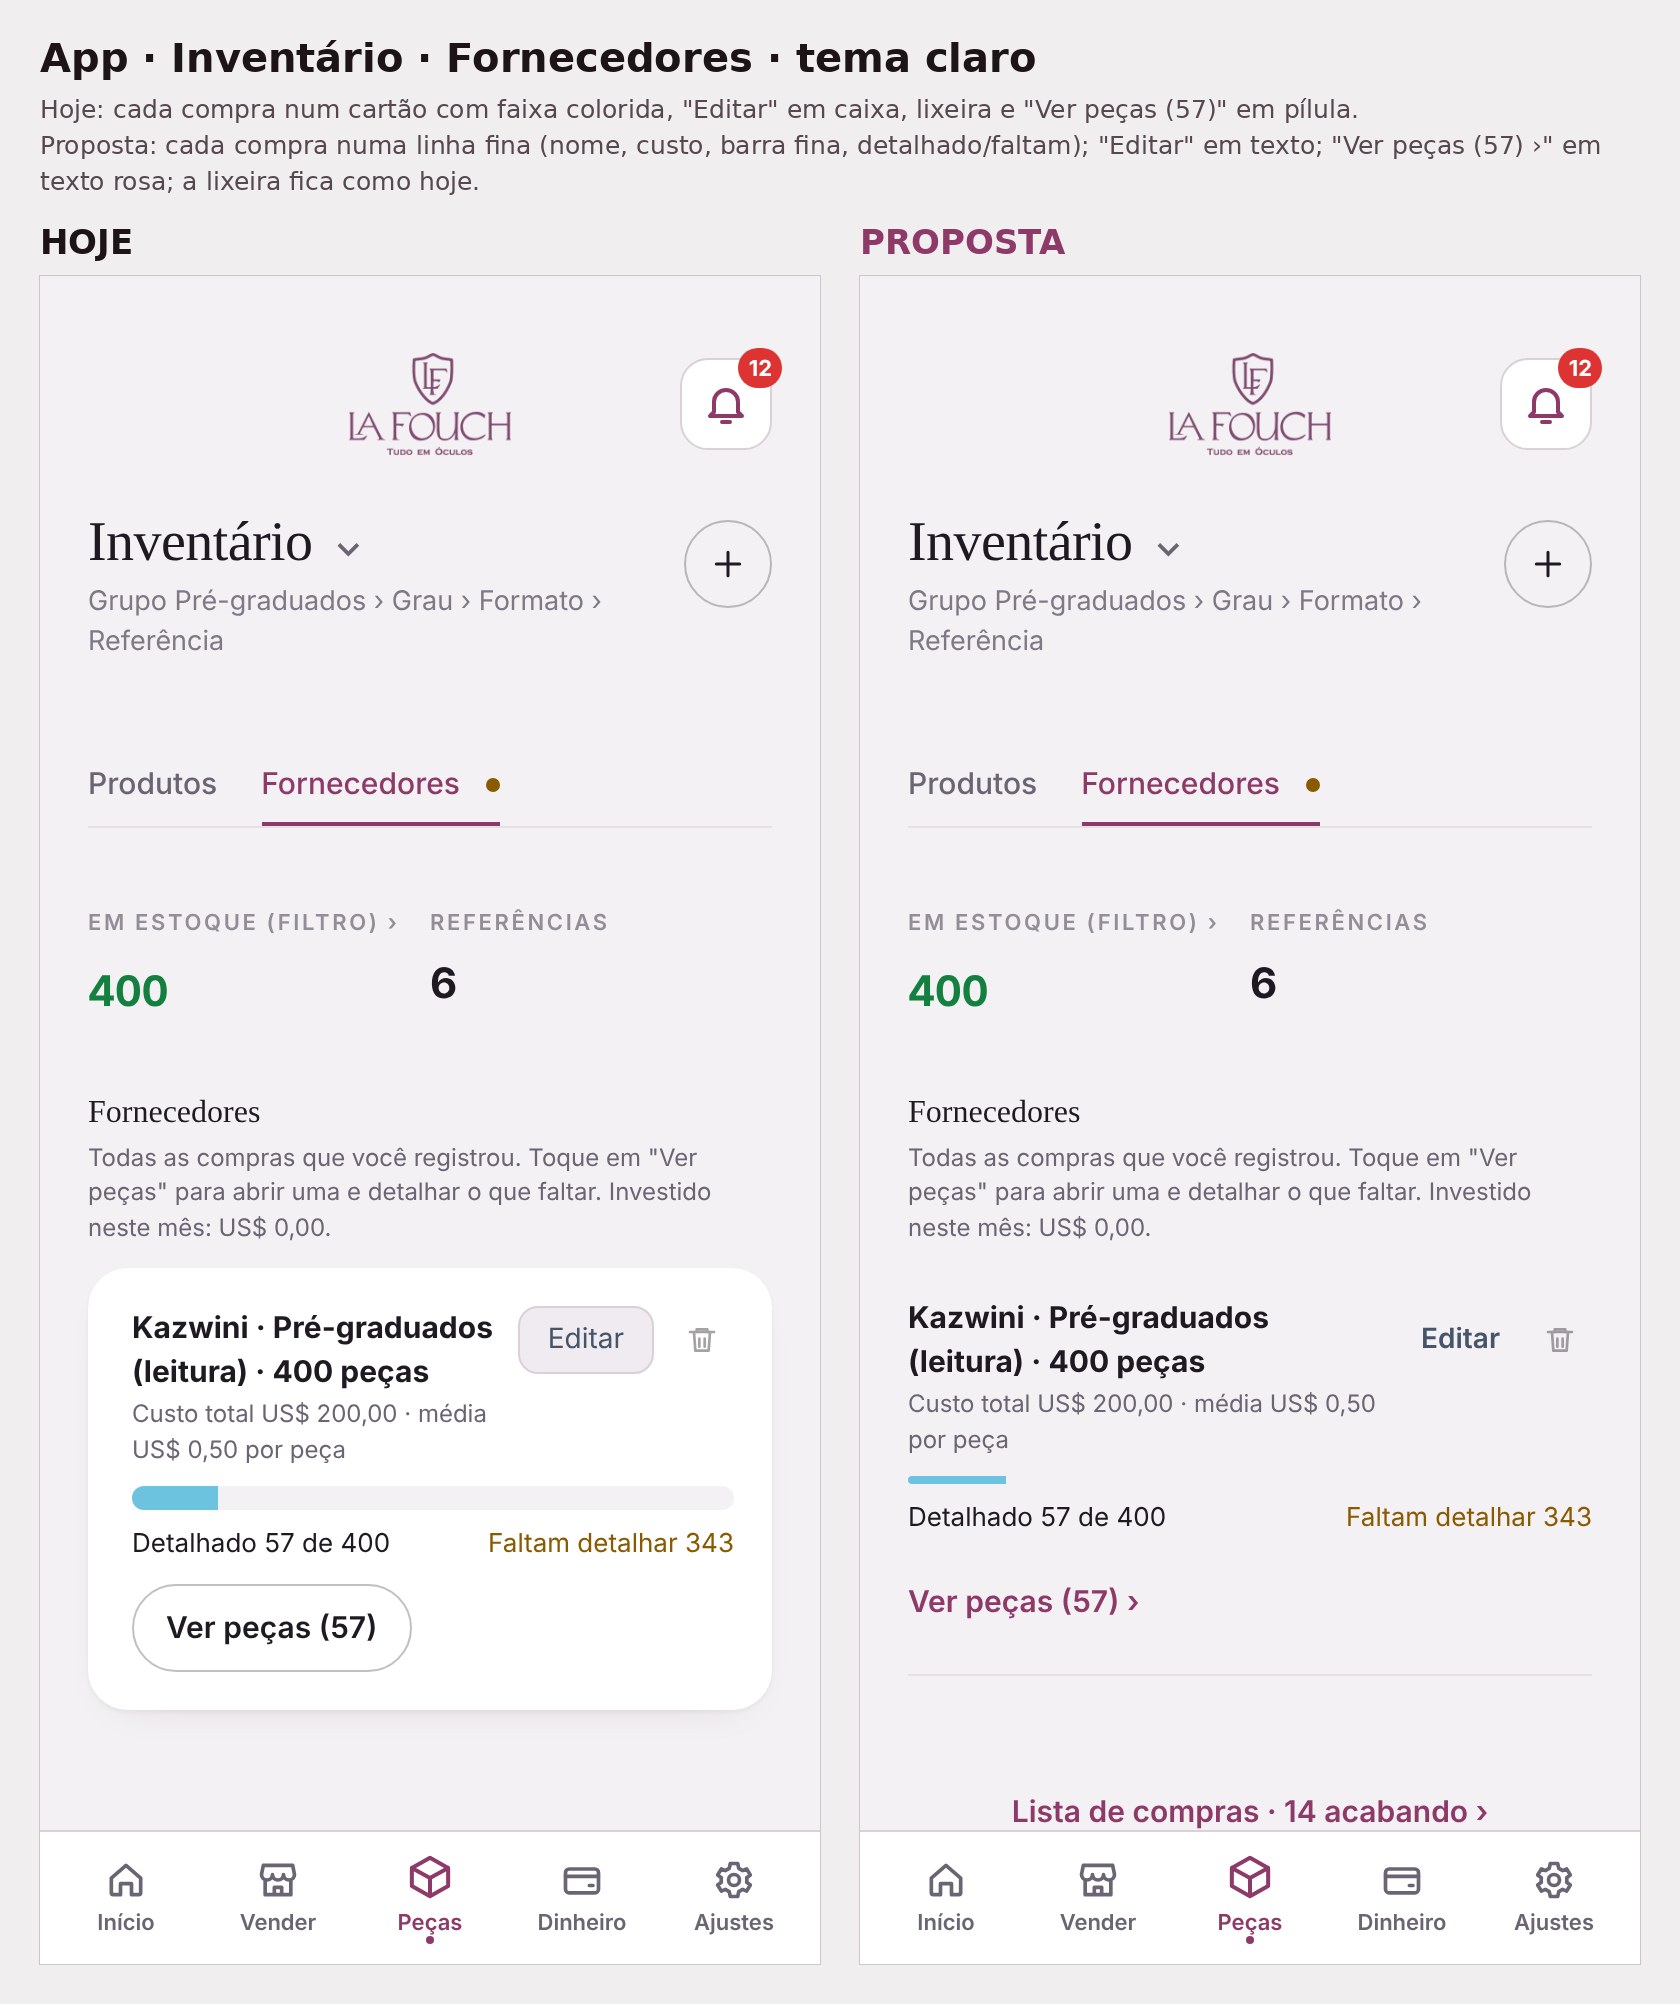 App · Inventário · Fornecedores · tema claro
Hoje: cada compra num cartão com faixa colorida, "Editar" em caixa, lixeira e "Ver peças (57)" em pílula.
Proposta: cada compra numa linha fina (nome, custo, barra fina, detalhado/faltam); "Editar" em texto; "Ver peças (57) ›" em
texto rosa; a lixeira fica como hoje.
HOJE
LF
LA FOUCH
TUDO EM ÓCULOS
12
Inventário
Grupo Pré-graduados › Grau › Formato ›
Referência
Produtos
Fornecedores
EM ESTOQUE (FILTRO) ›
REFERÊNCIAS
400
6
Fornecedores
Todas as compras que você registrou. Toque em "Ver
peças" para abrir uma e detalhar o que faltar. Investido
neste mês: US$ 0,00.
Kazwini · Pré-graduados
(leitura) · 400 peças
Editar
Custo total US$ 200,00 · média
US$ 0,50 por peça
Detalhado 57 de 400
Faltam detalhar 343
Ver peças (57)
Início
Vender
Peças
Dinheiro
Ajustes
PROPOSTA
LF
LA FOUCH
TUDO EM ÓCULOS
12
Inventário
Grupo Pré-graduados › Grau › Formato ›
Referência
Produtos
Fornecedores
EM ESTOQUE (FILTRO) ›
REFERÊNCIAS
400
6
Fornecedores
Todas as compras que você registrou. Toque em "Ver
peças" para abrir uma e detalhar o que faltar. Investido
neste mês: US$ 0,00.
Kazwini · Pré-graduados
(leitura) · 400 peças
Editar
Custo total US$ 200,00 · média US$ 0,50
por peça
Detalhado 57 de 400
Faltam detalhar 343
Ver peças (57) ›
Lista de compras · 14 acabando ›
Início
Vender
Peças
Dinheiro
Ajustes